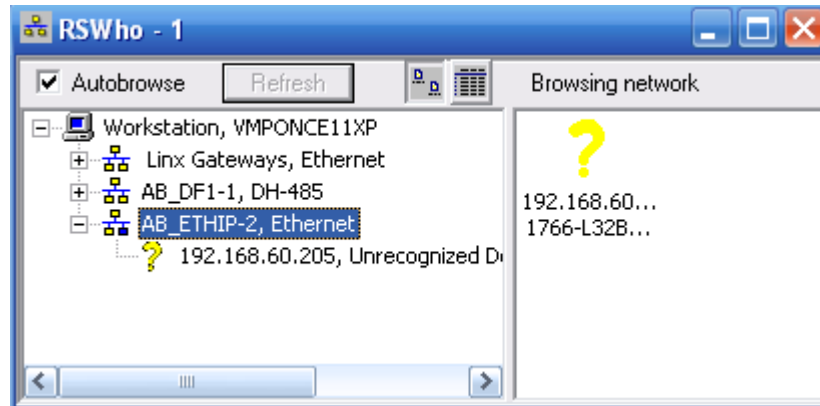 RSWho - 1
Autobrowse
Refresh
Browsing network
Workstation, VMPONCE11XP
Linx Gateways, Ethernet
AB_DF1-1, DH-485
AB_ETHIP-2, Ethernet
192.168.60.205, Unrecognized De
192.168.60...
1766-L32B...